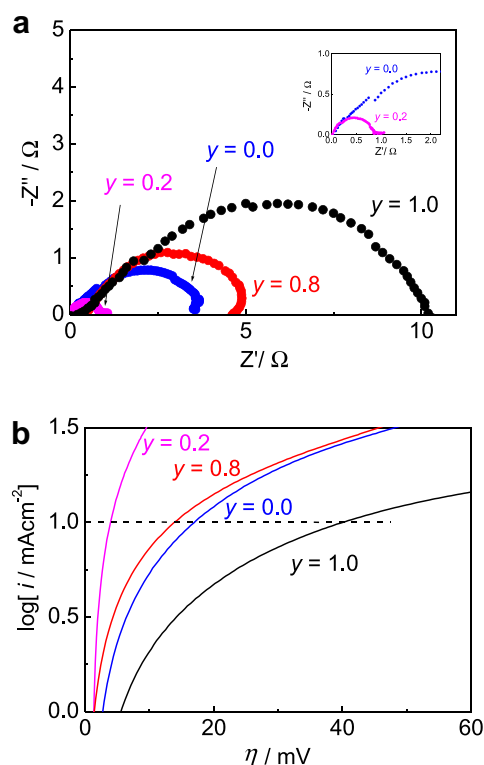 a
5
4
3
2
1
0
-Z" / Ω
0
5
10
Z'/ Ω
y = 0.2
y = 0.0
y = 1.0
y = 0.8
1.0
0.5
0.0
-Z"/ Ω
0.0 0.5 1.0 1.5 2.0
Z'/ Ω
y = 0.0
y = 0.2
b
1.5
1.0
0.5
0.0
log[ i / mAcm⁻²]
0 20 40 60
η / mV
y = 0.2
y = 0.8
y = 0.0
y = 1.0